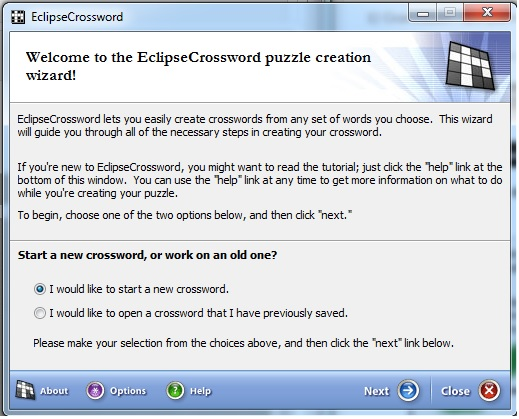 EclipseCrossword
Welcome to the EclipseCrossword puzzle creation
wizard!
EclipseCrossword lets you easily create crosswords from any set of words you choose. This wizard
will guide you through all of the necessary steps in creating your crossword.
If you're new to EclipseCrossword, you might want to read the tutorial; just click the "help" link at the
bottom of this window. You can use the "help" link at any time to get more information on what to do
while you're creating your puzzle.
To begin, choose one of the two options below, and then click "next."
Start a new crossword, or work on an old one?
I would like to start a new crossword.
I would like to open a crossword that I have previously saved.
Please make your selection from the choices above, and then click the "next" link below.
About Options Help Next Close